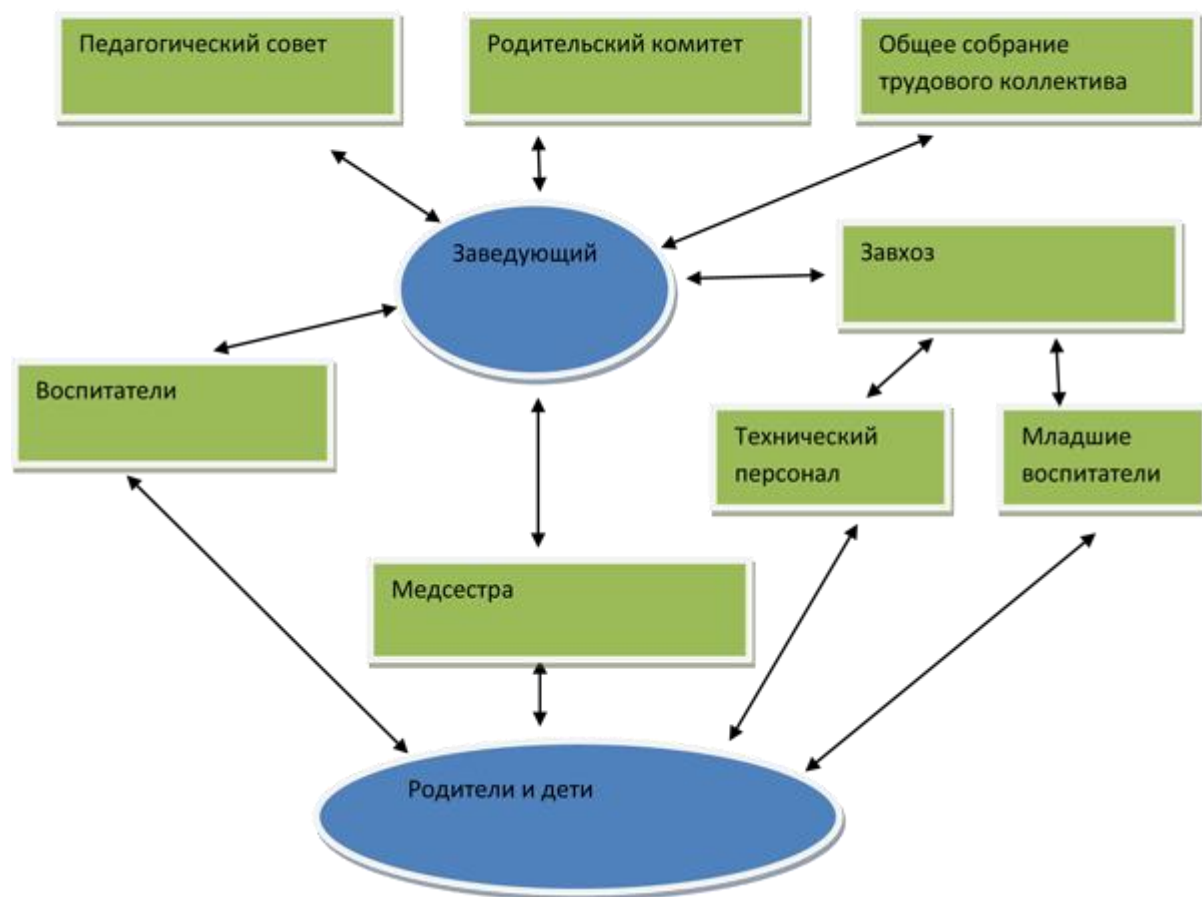 Педагогический совет
Родительский комитет
Общее собрание
трудового коллектива
Заведующий
Завхоз
Воспитатели
Технический
персонал
Младшие
воспитатели
Медсестра
Родители и дети